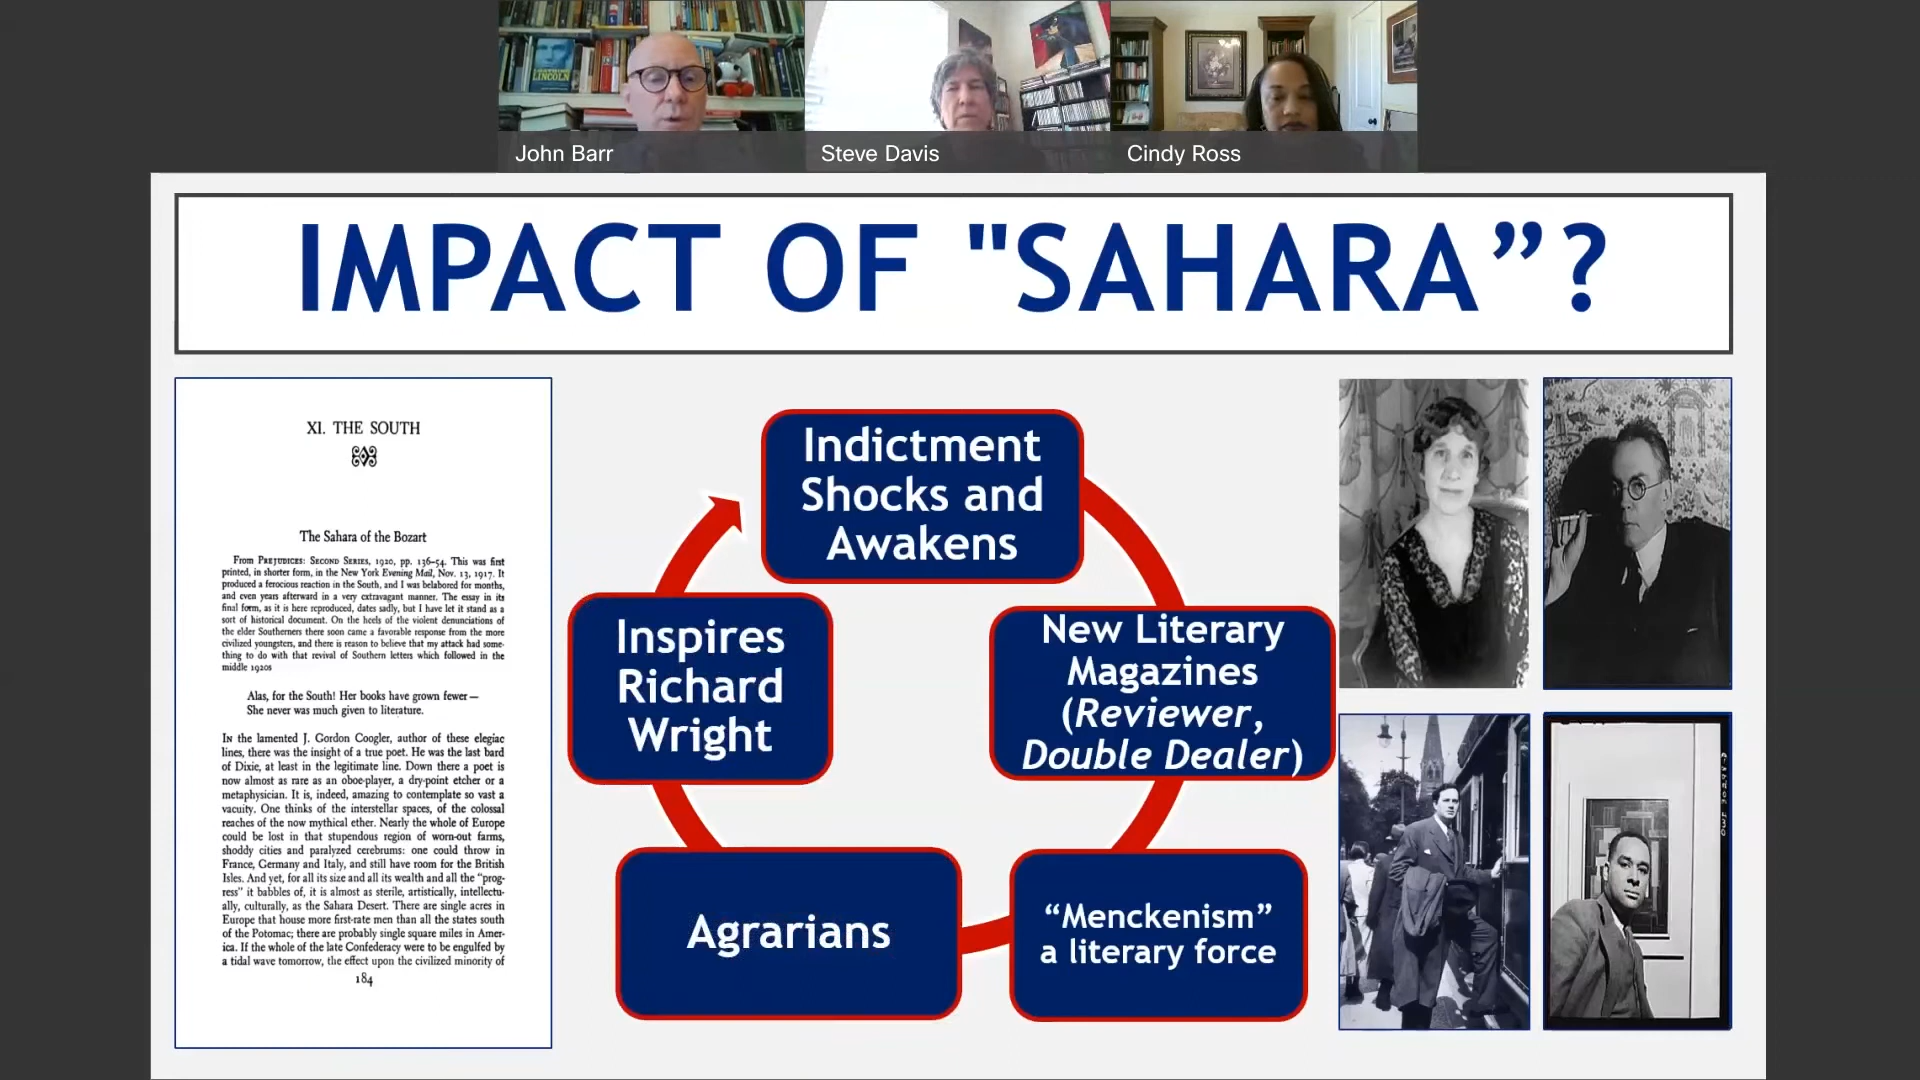 LINCOLN
John Barr
Steve Davis
Cindy Ross
IMPACT OF "SAHARA”?
XI. THE SOUTH
The Sahara of the Bozart
From PREJUDICES: SECOND SERIES, 1920, pp. 136-54. This was first
printed, in shorter form, in the New York Evening Mail, Nov. 13, 1917. It
produced a ferocious reaction in the South, and I was belabored for months,
and even years afterward in a very extravagant manner. The essay in its
final form, as it is here reproduced, dates sadly, but I have let it stand as a
sort of historical document. On the heels of the violent denunciations of
the elder Southerners there soon came a favorable response from the more
civilized youngsters, and there is reason to believe that my attack had some-
thing to do with that revival of Southern letters which followed in the
middle 1920s
Alas, for the South! Her books have grown fewer—
She never was much given to literature.
In the lamented J. Gordon Coogler, author of these elegiac
lines, there was the insight of a true poet. He was the last bard
of Dixie, at least in the legitimate line. Down there a poet is
now almost as rare as an oboe-player, a dry-point etcher or a
metaphysician. It is, indeed, amazing to contemplate so vast a
vacuity. One thinks of the interstellar spaces, of the colossal
reaches of the now mythical ether. Nearly the whole of Europe
could be lost in that stupendous region of worn-out farms,
shoddy cities and paralyzed cerebrums: one could throw in
France, Germany and Italy, and still have room for the British
Isles. And yet, for all its size and all its wealth and all the “prog-
ress” it babbles of, it is almost as sterile, artistically, intellectu-
ally, culturally, as the Sahara Desert. There are single acres in
Europe that house more first-rate men than all the states south
of the Potomac; there are probably single square miles in Amer-
ica. If the whole of the late Confederacy were to be engulfed by
a tidal wave tomorrow, the effect upon the civilized minority of
184
Indictment
Shocks and
Awakens
New Literary
Magazines
(Reviewer,
Double Dealer)
“Menckenism”
a literary force
Agrarians
Inspires
Richard
Wright